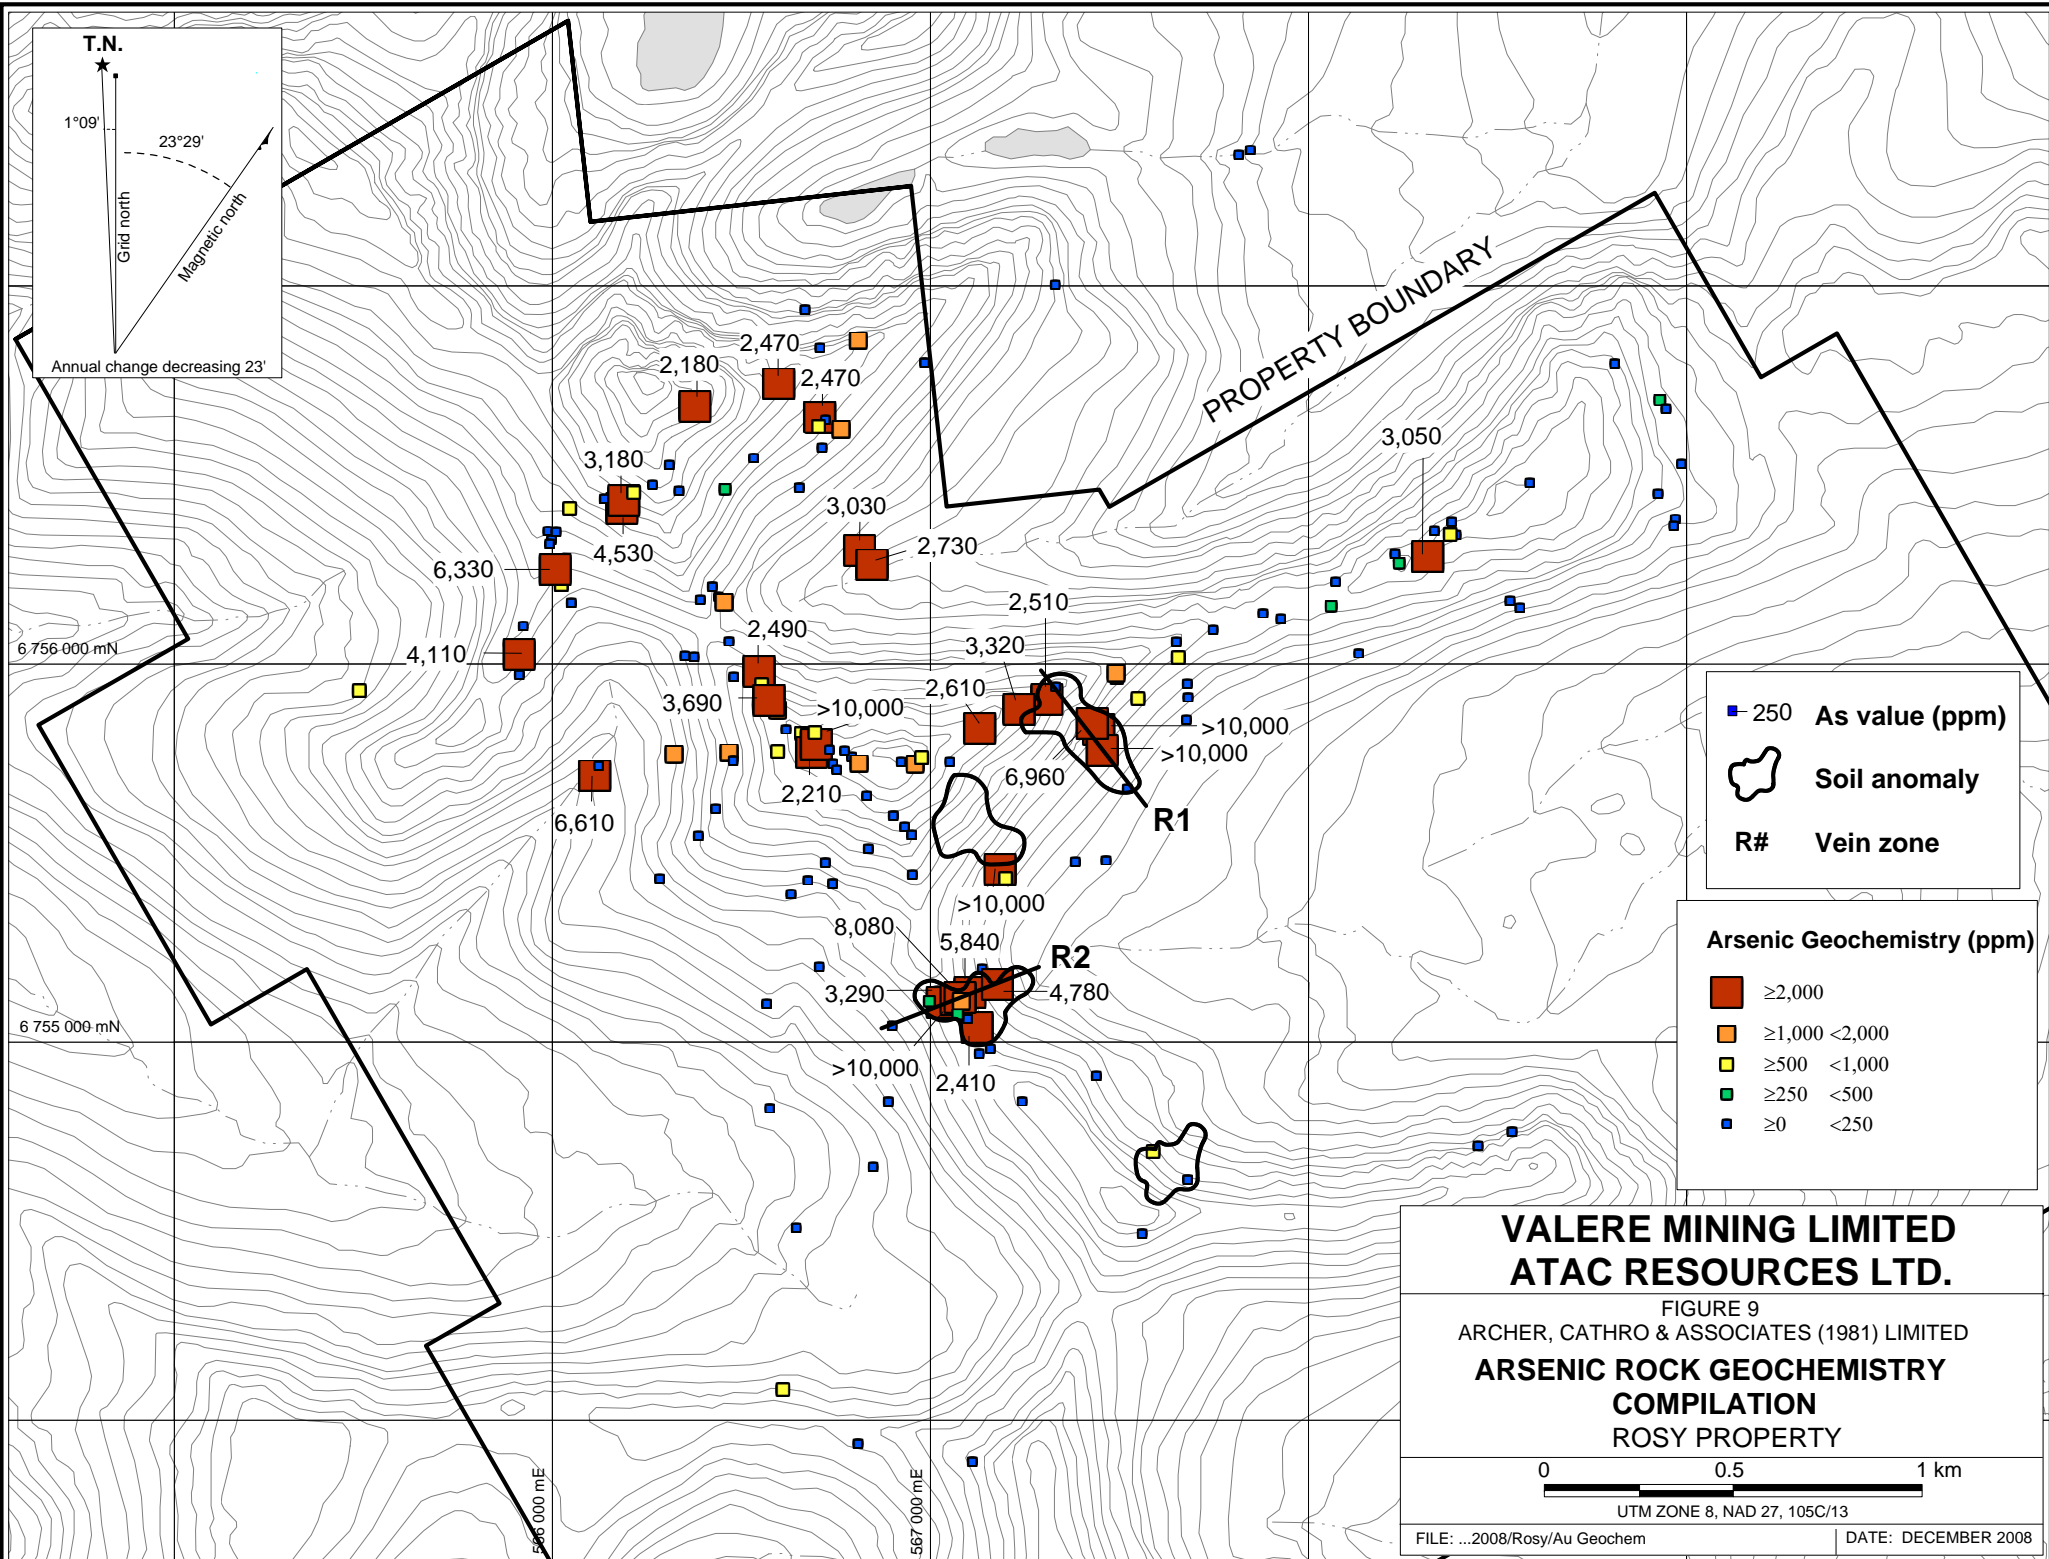 T.N.
1°09'
23°29'
Grid north
Magnetic north
Annual change decreasing 23'
PROPERTY BOUNDARY
2,470
2,180
2,470
3,180
4,530
3,030
2,730
6,330
4,110
3,050
2,510
3,320
2,610
2,490
3,690
>10,000
2,210
6,610
>10,000
>10,000
6,960
R1
>10,000
8,080
5,840
R2
3,290
4,780
>10,000
2,410
6 756 000 mN
6 755 000 mN
566 000 mE
567 000 mE
250 As value (ppm)
Soil anomaly
R# Vein zone
Arsenic Geochemistry (ppm)
≥2,000
≥1,000 <2,000
≥500 <1,000
≥250 <500
≥0 <250
VALERE MINING LIMITED
ATAC RESOURCES LTD.
FIGURE 9
ARCHER, CATHRO & ASSOCIATES (1981) LIMITED
ARSENIC ROCK GEOCHEMISTRY
COMPILATION
ROSY PROPERTY
0 0.5 1 km
UTM ZONE 8, NAD 27, 105C/13
FILE: ...2008/Rosy/Au Geochem
DATE: DECEMBER 2008